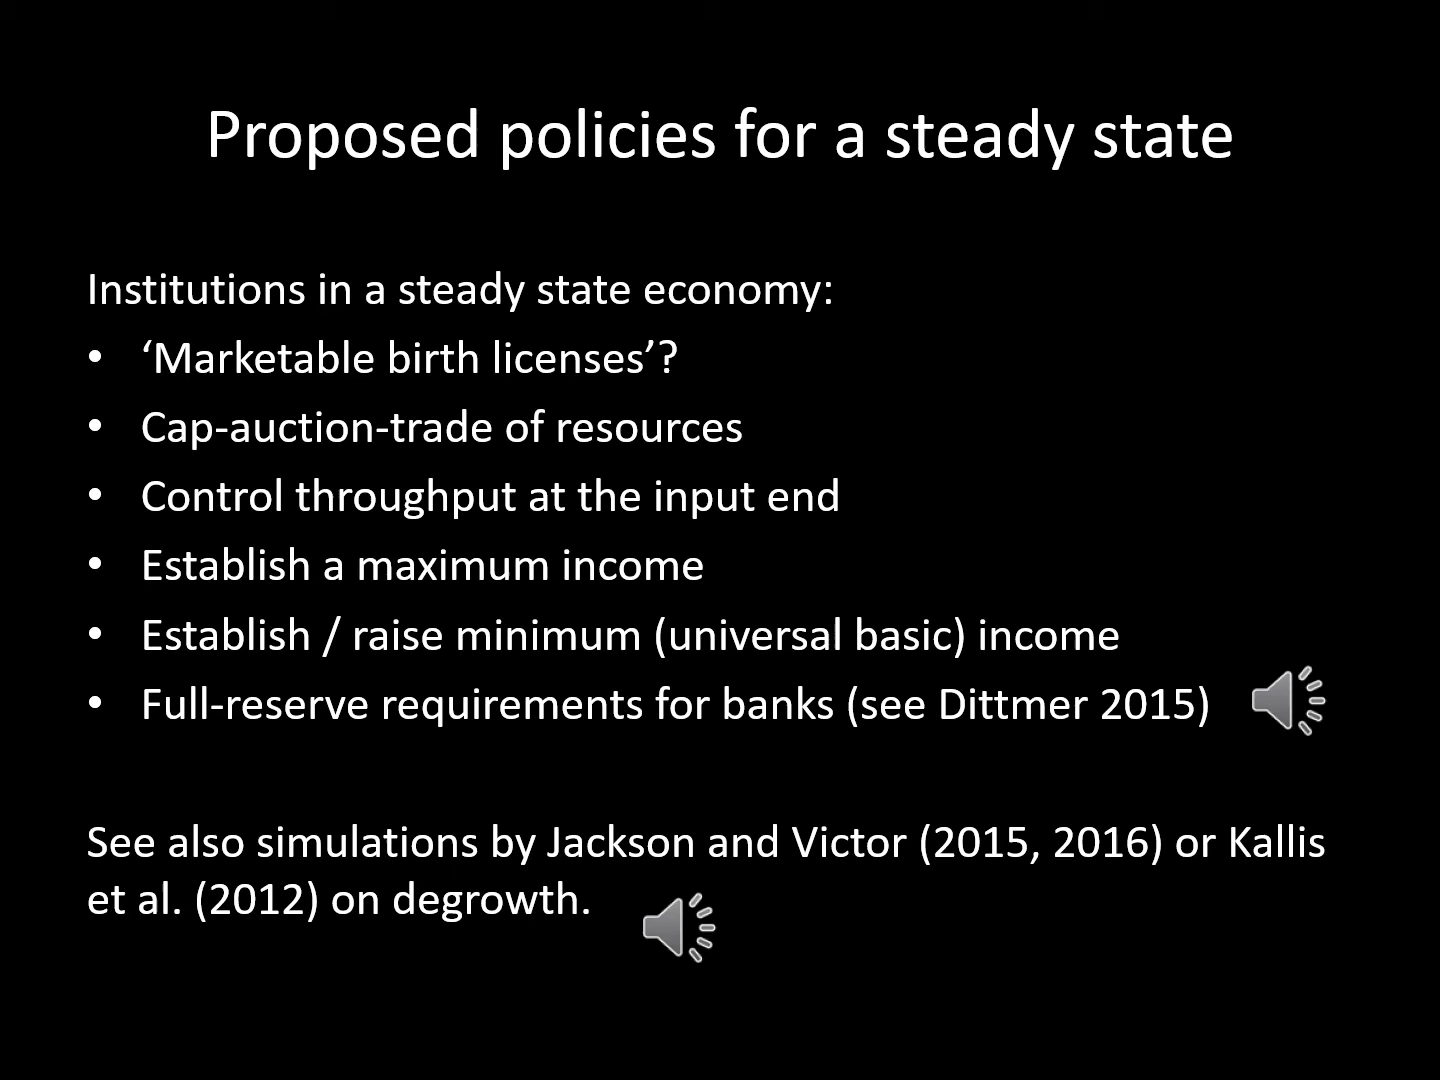 Proposed policies for a steady state
Institutions in a steady state economy:
• ‘Marketable birth licenses’?
• Cap-auction-trade of resources
• Control throughput at the input end
• Establish a maximum income
• Establish / raise minimum (universal basic) income
• Full-reserve requirements for banks (see Dittmer 2015)
See also simulations by Jackson and Victor (2015, 2016) or Kallis
et al. (2012) on degrowth.